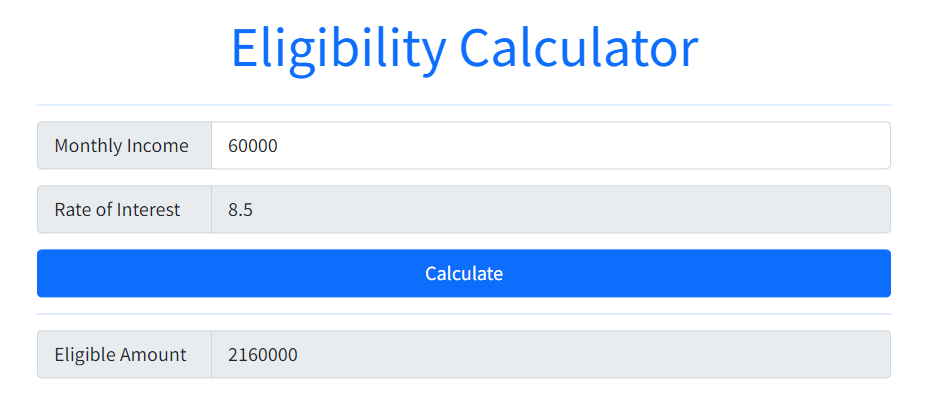 Eligibility Calculator
Monthly Income 60000
Rate of Interest 8.5
Calculate
Eligible Amount 2160000